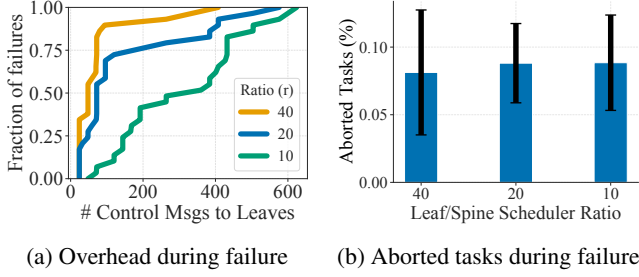 1.00
0.75
0.50
0.25
0.00
Fraction of failures
Ratio (r)
40
20
10
0 200 400 600
# Control Msgs to Leaves
(a) Overhead during failure
0.10
0.05
0.00
Aborted Tasks (%)
40 20 10
Leaf/Spine Scheduler Ratio
(b) Aborted tasks during failure